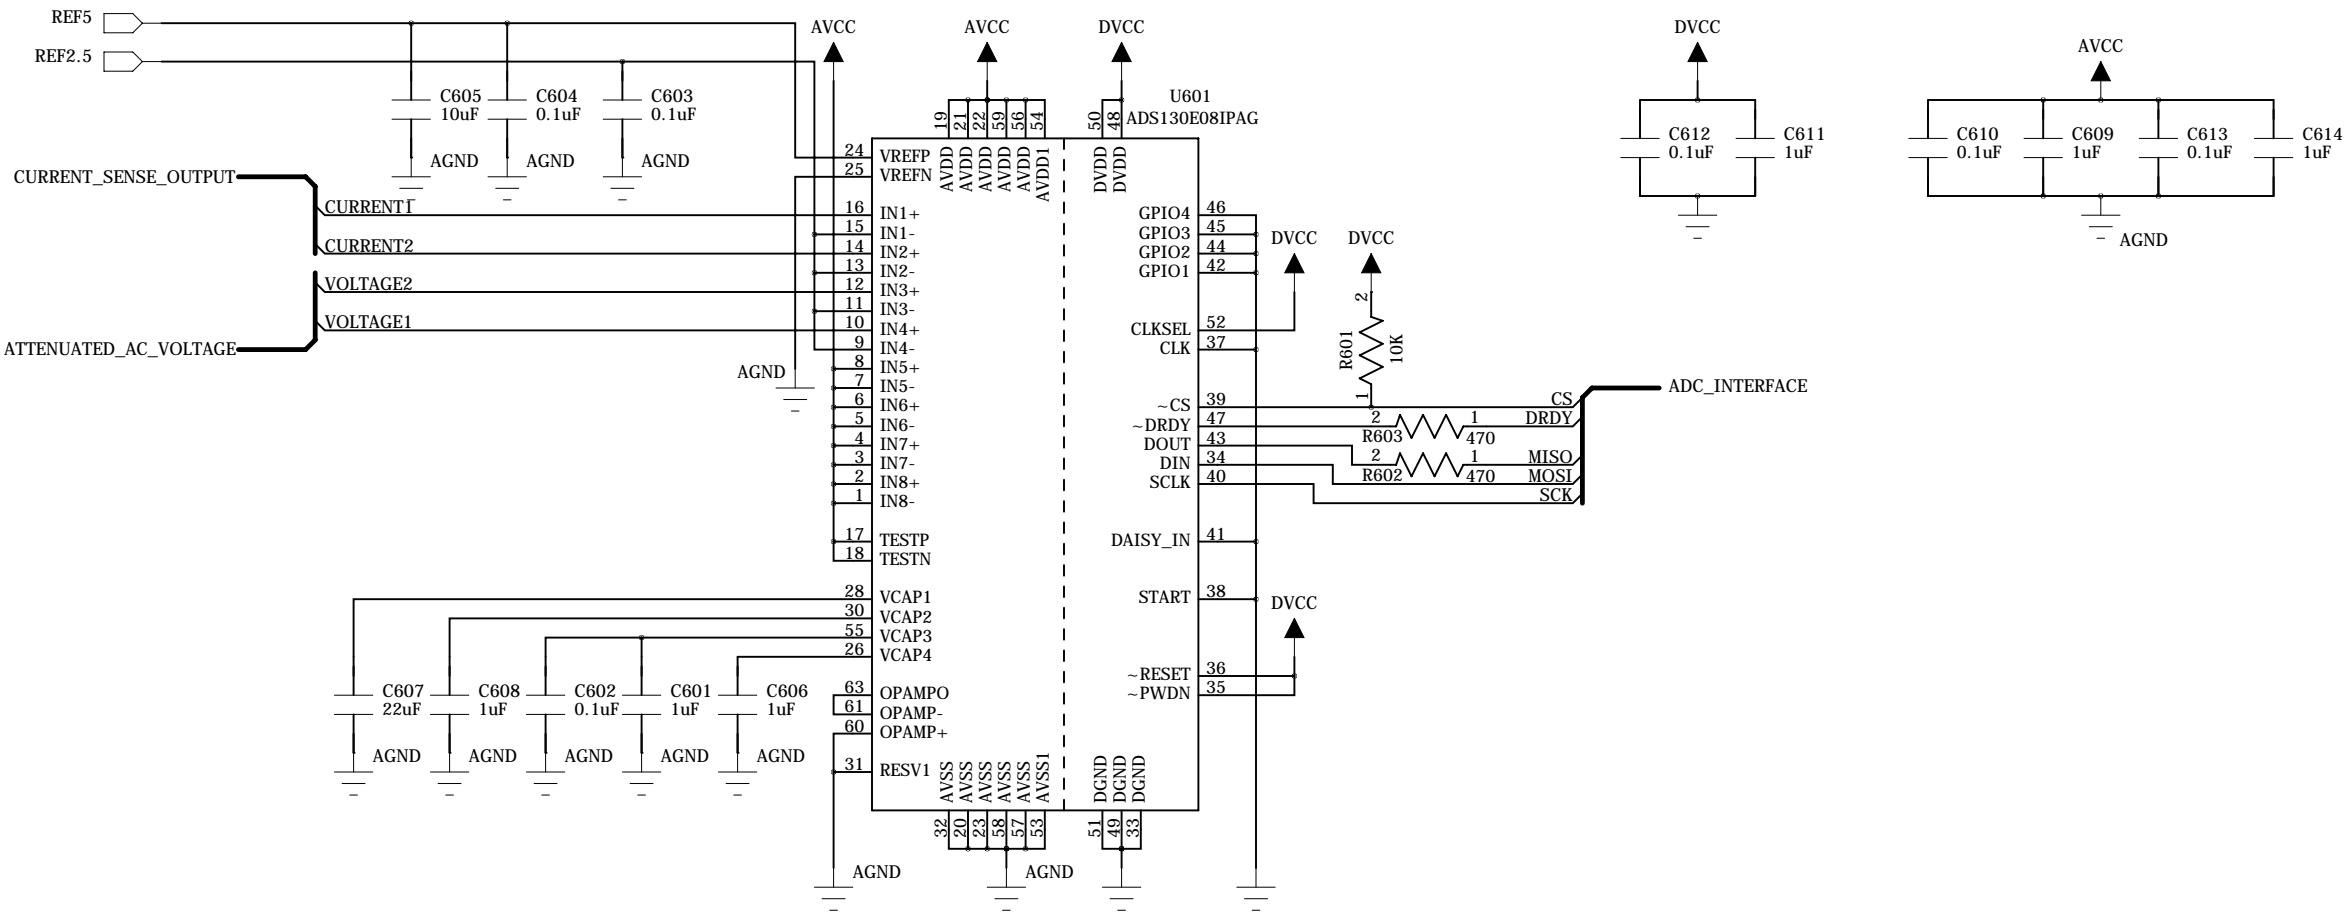 REF5
REF2.5
AVCC
AVCC
DVCC
DVCC
AVCC
C605
10uF
C604
0.1uF
C603
0.1uF
AGND
AGND
AGND
U601
ADS130E08IPAG
C612
0.1uF
C611
1uF
C610
0.1uF
C609
1uF
C613
0.1uF
C614
1uF
AGND
19
21
22
59
56
54
50
48
AVDD
AVDD
AVDD
AVDD
AVDD
AVDD1
DVDD
DVDD
CURRENT_SENSE_OUTPUT
CURRENT1
CURRENT2
VOLTAGE2
VOLTAGE1
ATTENUATED_AC_VOLTAGE
AGND
24 VREFP
25 VREFN
16 IN1+
15 IN1-
14 IN2+
13 IN2-
12 IN3+
11 IN3-
10 IN4+
9 IN4-
8 IN5+
7 IN5-
6 IN6+
5 IN6-
4 IN7+
3 IN7-
2 IN8+
1 IN8-
17 TESTP
18 TESTN
28 VCAP1
30 VCAP2
55 VCAP3
26 VCAP4
63 OPAMPO
61 OPAMP-
60 OPAMP+
31 RESV1
GPIO4 46
GPIO3 45
GPIO2 44
GPIO1 42
CLKSEL 52
CLK 37
~CS 39
~DRDY 47
DOUT 43
DIN 34
SCLK 40
DAISY_IN 41
START 38
~RESET 36
~PWDN 35
DVCC
DVCC
2
R601
10K
1
CS
2 1 DRDY
R603 470
2 1 MISO
R602 470
MOSI
SCK
ADC_INTERFACE
DVCC
C607
22uF
C608
1uF
C602
0.1uF
C601
1uF
C606
1uF
AGND
AGND
AGND
AGND
AGND
AVSS
AVSS
AVSS
AVSS
AVSS
AVSS1
DGND
DGND
DGND
32
20
23
58
57
53
51
49
33
AGND
AGND